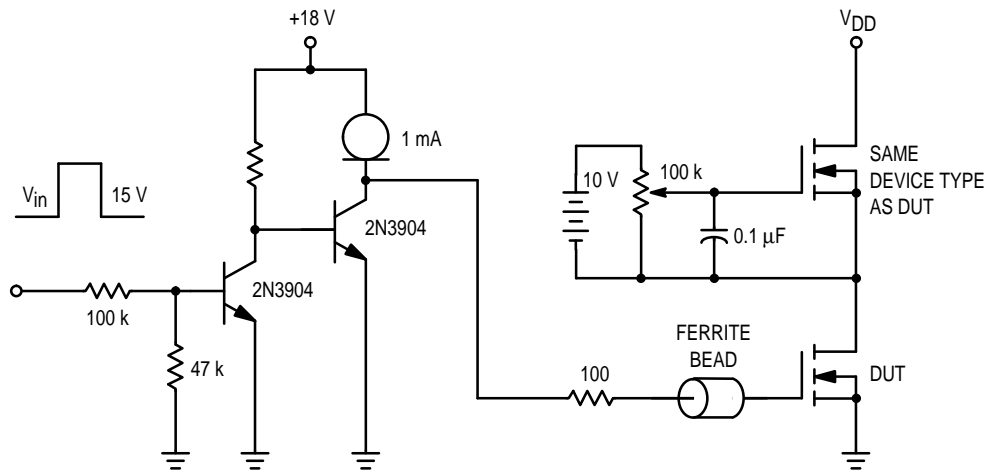 +18 V
VDD
1 mA
SAME
DEVICE TYPE
AS DUT
10 V
100 k
Vin
15 V
2N3904
0.1 μF
2N3904
100 k
FERRITE
BEAD
47 k
100
DUT